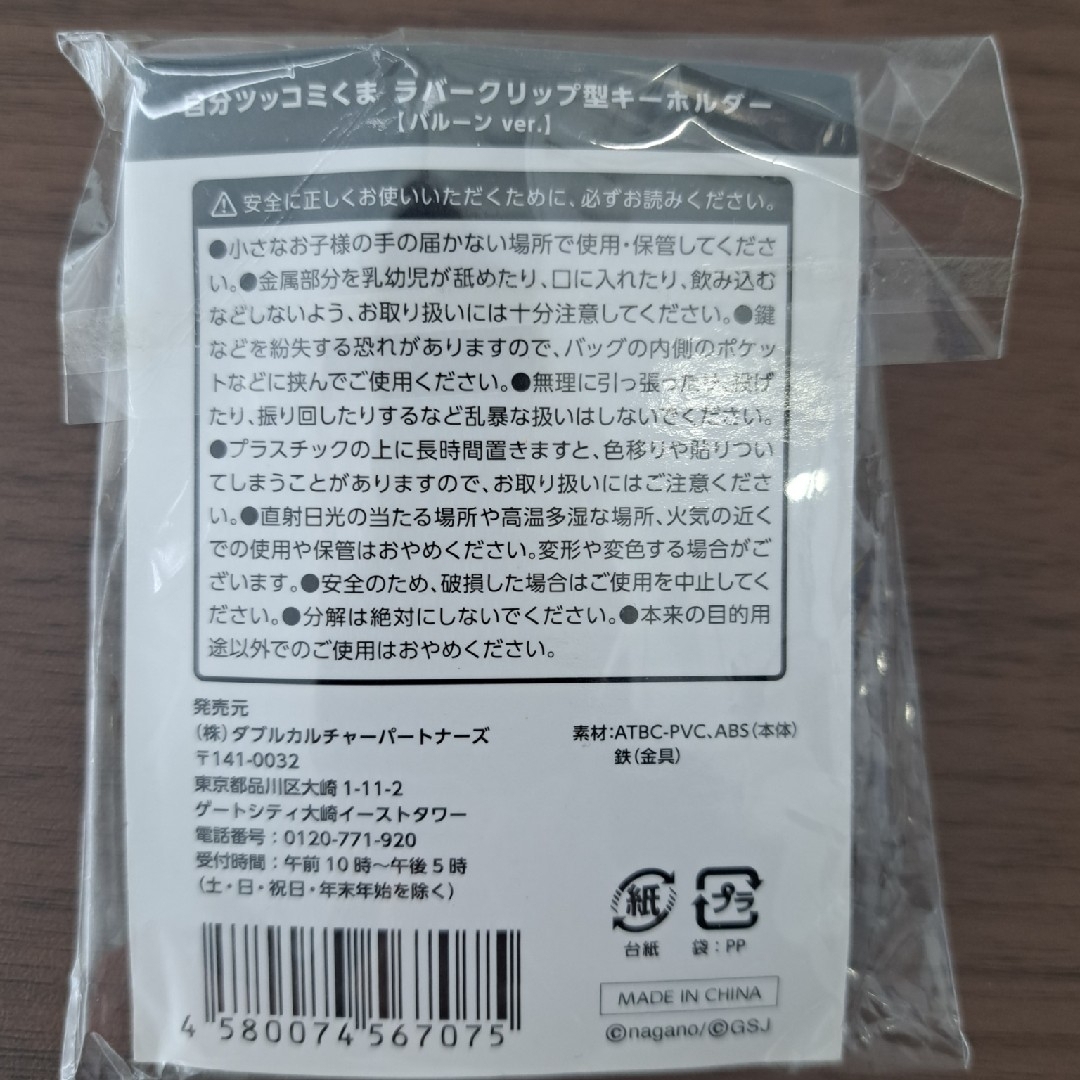 自分ツッコミくま ラバークリップ型キーホルダー
【バルーン ver.】
⚠安全に正しくお使いいただくために、必ずお読みください。
●小さなお子様の手の届かない場所で使用・保管してくださ
い。●金属部分を乳幼児が舐めたり、口に入れたり、飲み込む
などしないよう、お取り扱いには十分注意してください。●鍵
などを紛失する恐れがありますので、バッグの内側のポケッ
トなどに挟んでご使用ください。●無理に引っ張ったり、投げ
たり、振り回したりするなど乱暴な扱いはしないでください。
●プラスチックの上に長時間置きますと、色移りや貼りつい
てしまうことがありますので、お取り扱いにはご注意くださ
い。●直射日光の当たる場所や高温多湿な場所、火気の近く
での使用や保管はおやめください。変形や変色する場合がご
ざいます。●安全のため、破損した場合はご使用を中止してく
ださい。●分解は絶対にしないでください。●本来の目的用
途以外でのご使用はおやめください。
発売元
(株)ダブルカルチャーパートナーズ
〒141-0032
東京都品川区大崎 1-11-2
ゲートシティ大崎イーストタワー
電話番号：0120-771-920
受付時間：午前 10 時～午後 5 時
(土・日・祝日・年末年始を除く)
素材:ATBC-PVC、ABS(本体)
鉄(金具)
紙 プラ
台紙 袋：PP
MADE IN CHINA
©nagano/©GSJ
4 580074 567075